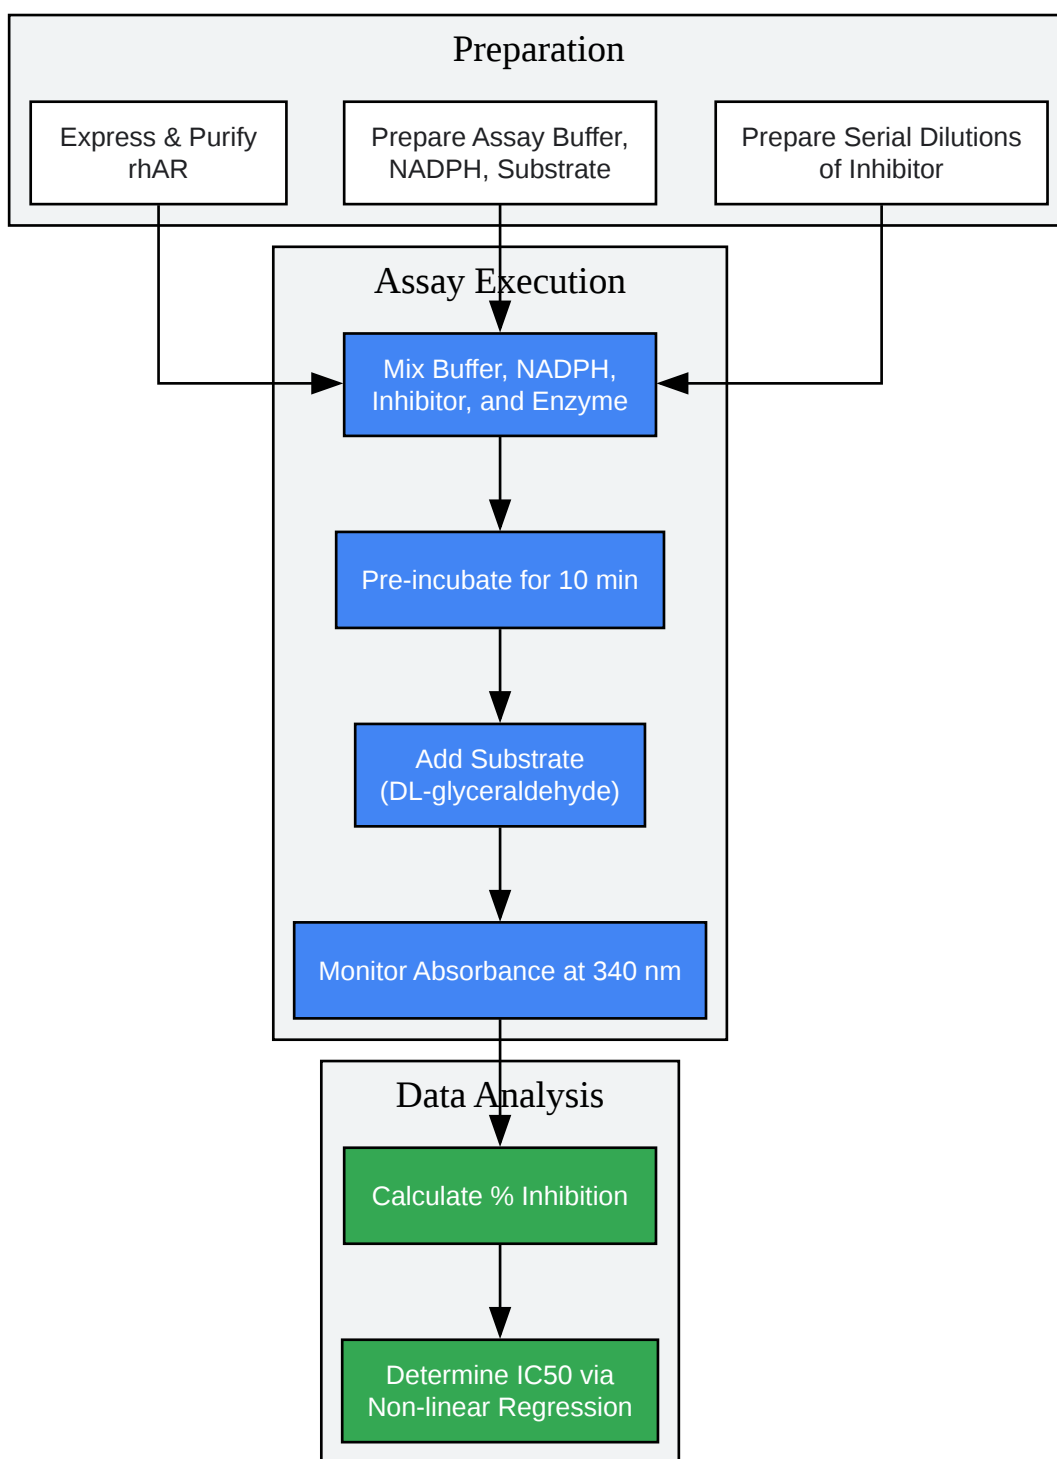 Preparation
Express & Purify
rhAR
Prepare Assay Buffer,
NADPH, Substrate
Prepare Serial Dilutions
of Inhibitor
Assay Execution
Mix Buffer, NADPH,
Inhibitor, and Enzyme
Pre-incubate for 10 min
Add Substrate
(DL-glyceraldehyde)
Monitor Absorbance at 340 nm
Data Analysis
Calculate % Inhibition
Determine IC50 via
Non-linear Regression